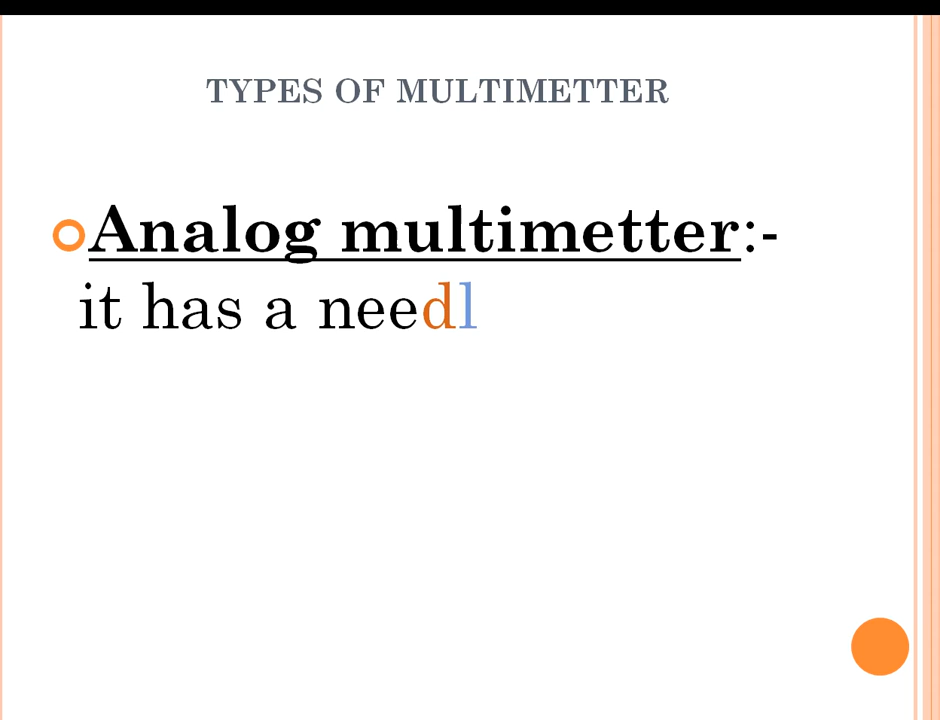 TYPES OF MULTIMETTER
Analog multimetter:-
it has a needl